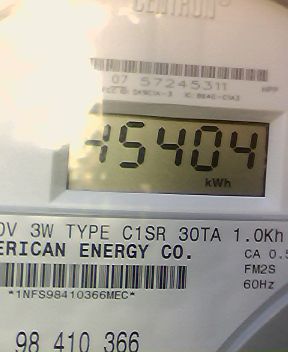 CENTRON®
07 57245311
45404
kWh
3W TYPE C1SR 30TA 1.0Kh
ERICAN ENERGY CO.
CA 0.5
*1NFS98410366MEC*
FM2S
60Hz
98 410 366